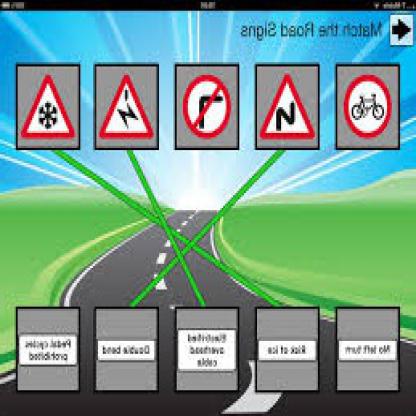 Match the Road Signs
Pedal cycles
prohibited
Double bend
Electrified
overhead
cable
Risk of ice
No left turn